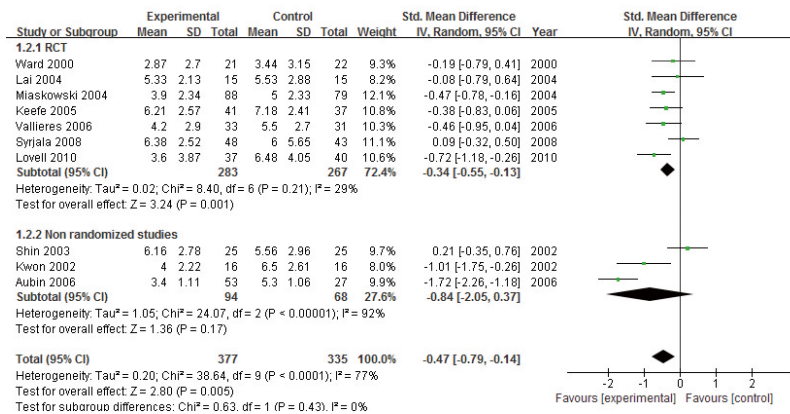 Experimental Control Std. Mean Difference Std. Mean Difference
Study or Subgroup Mean SD Total Mean SD Total Weight IV, Random, 95% CI Year IV, Random, 95% CI
1.2.1 RCT
Ward 2000 2.87 2.7 21 3.44 3.15 22 9.3% -0.19 [-0.79, 0.41] 2000
Lai 2004 5.33 2.13 15 5.53 2.88 15 8.2% -0.08 [-0.79, 0.64] 2004
Miaskowski 2004 3.9 2.34 88 5 2.33 79 12.4% -0.47 [-0.78, -0.16] 2004
Keefe 2005 6.21 2.57 41 7.18 2.41 37 10.7% -0.38 [-0.83, 0.06] 2005
Vallieres 2006 4.2 2.9 33 5.5 2.7 31 10.2% -0.46 [-0.95, 0.04] 2006
Syrjala 2008 6.38 2.52 48 6 5.65 43 11.1% 0.09 [-0.32, 0.50] 2008
Lovell 2010 3.6 3.87 37 6.48 4.05 40 10.6% -0.72 [-1.18, -0.26] 2010
Subtotal (95% CI) 283 267 72.4% -0.34 [-0.55, -0.13]
Heterogeneity: Tau² = 0.02; Chi² = 8.40, df = 6 (P = 0.21); I² = 29%
Test for overall effect: Z = 3.24 (P = 0.001)
1.2.2 Non randomized studies
Shin 2003 6.16 2.78 25 5.56 2.96 25 9.7% 0.21 [-0.35, 0.76] 2002
Kwon 2002 4 2.22 16 6.5 2.61 16 8.0% -1.01 [-1.75, -0.26] 2002
Aubin 2006 3.4 1.11 53 5.3 1.06 27 9.9% -1.72 [-2.26, -1.18] 2006
Subtotal (95% CI) 94 68 27.6% -0.84 [-2.05, 0.37]
Heterogeneity: Tau² = 1.05; Chi² = 24.07, df = 2 (P < 0.00001); I² = 92%
Test for overall effect: Z = 1.36 (P = 0.17)
Total (95% CI) 377 335 100.0% -0.47 [-0.79, -0.14]
Heterogeneity: Tau² = 0.20; Chi² = 38.64, df = 9 (P < 0.0001); I² = 77%
Test for overall effect: Z = 2.80 (P = 0.005)
Test for subgroup differences: Chi² = 0.63, df = 1 (P = 0.43), I² = 0%
-2 -1 0 1 2
Favours [experimental] Favours [control]